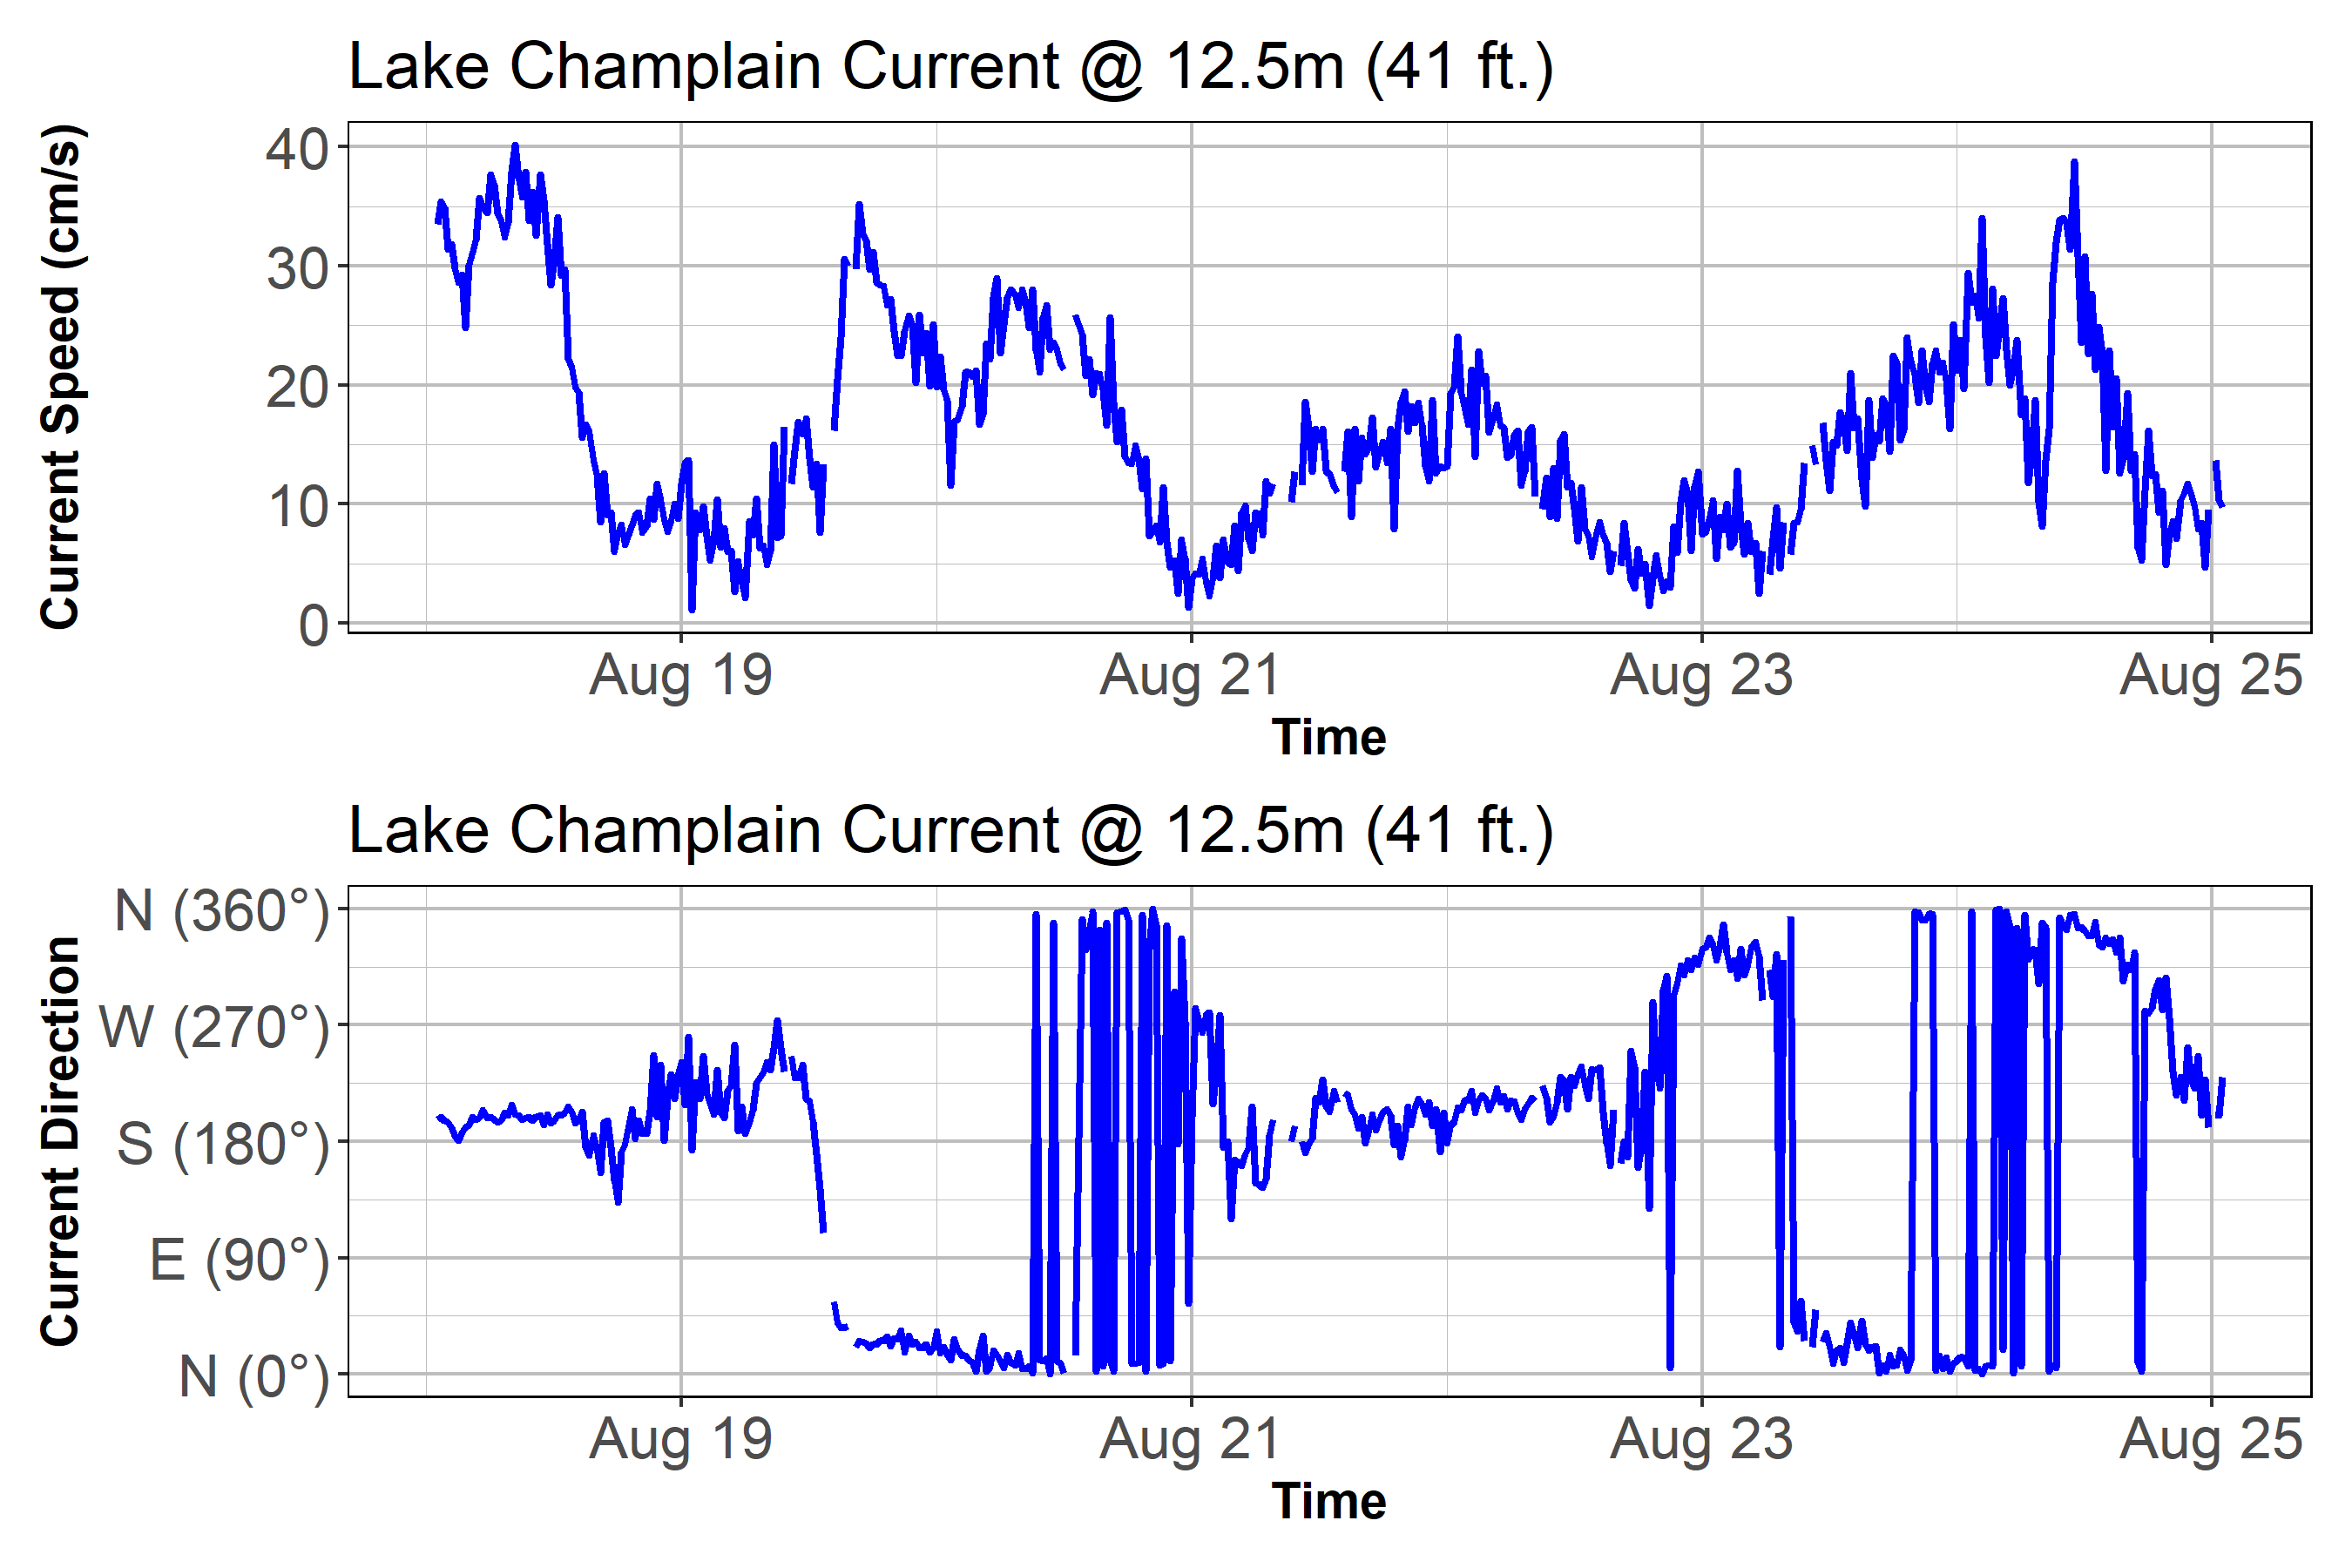 Lake Champlain Current @ 12.5m (41 ft.)
Current Speed (cm/s)
40
30
20
10
0
Aug 19 Aug 21 Aug 23 Aug 25
Time
Lake Champlain Current @ 12.5m (41 ft.)
Current Direction
N (360°)
W (270°)
S (180°)
E (90°)
N (0°)
Aug 19 Aug 21 Aug 23 Aug 25
Time